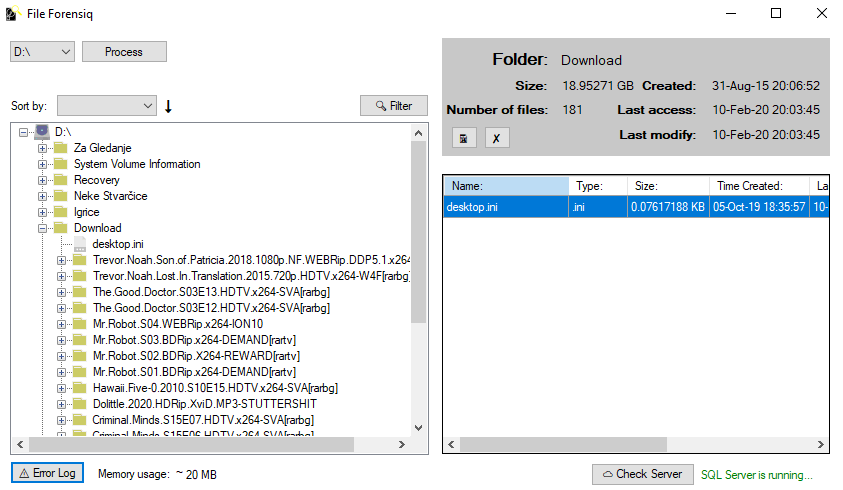 File Forensiq
D:\
Process
Sort by:
Filter
D:\
Za Gledanje
System Volume Information
Recovery
Neke Stvarčice
Igrice
Download
desktop.ini
Trevor.Noah.Son.of.Patricia.2018.1080p.NF.WEBRip.DDP5.1.x264
Trevor.Noah.Lost.In.Translation.2015.720p.HDTV.x264-W4F[rarbg
The.Good.Doctor.S03E13.HDTV.x264-SVA[rarbg]
The.Good.Doctor.S03E12.HDTV.x264-SVA[rarbg]
Mr.Robot.S04.WEBRip.x264-ION10
Mr.Robot.S03.BDRip.x264-DEMAND[rartv]
Mr.Robot.S02.BDRip.X264-REWARD[rartv]
Mr.Robot.S01.BDRip.x264-DEMAND[rartv]
Hawaii.Five-0.2010.S10E15.HDTV.x264-SVA[rarbg]
Dolittle.2020.HDRip.XviD.MP3-STUTTERSHIT
Criminal.Minds.S15E07.HDTV.x264-SVA[rarbg]
Criminal.Minds.S15E06.HDTV.x264-SVA[rarbg]
Error Log
Memory usage: ~ 20 MB
Folder: Download
Size: 18.95271 GB Created: 31-Aug-15 20:06:52
Number of files: 181 Last access: 10-Feb-20 20:03:45
Last modify: 10-Feb-20 20:03:45
Name: Type: Size: Time Created: La
desktop.ini .ini 0.07617188 KB 05-Oct-19 18:35:57 10-
Check Server
SQL Server is running...